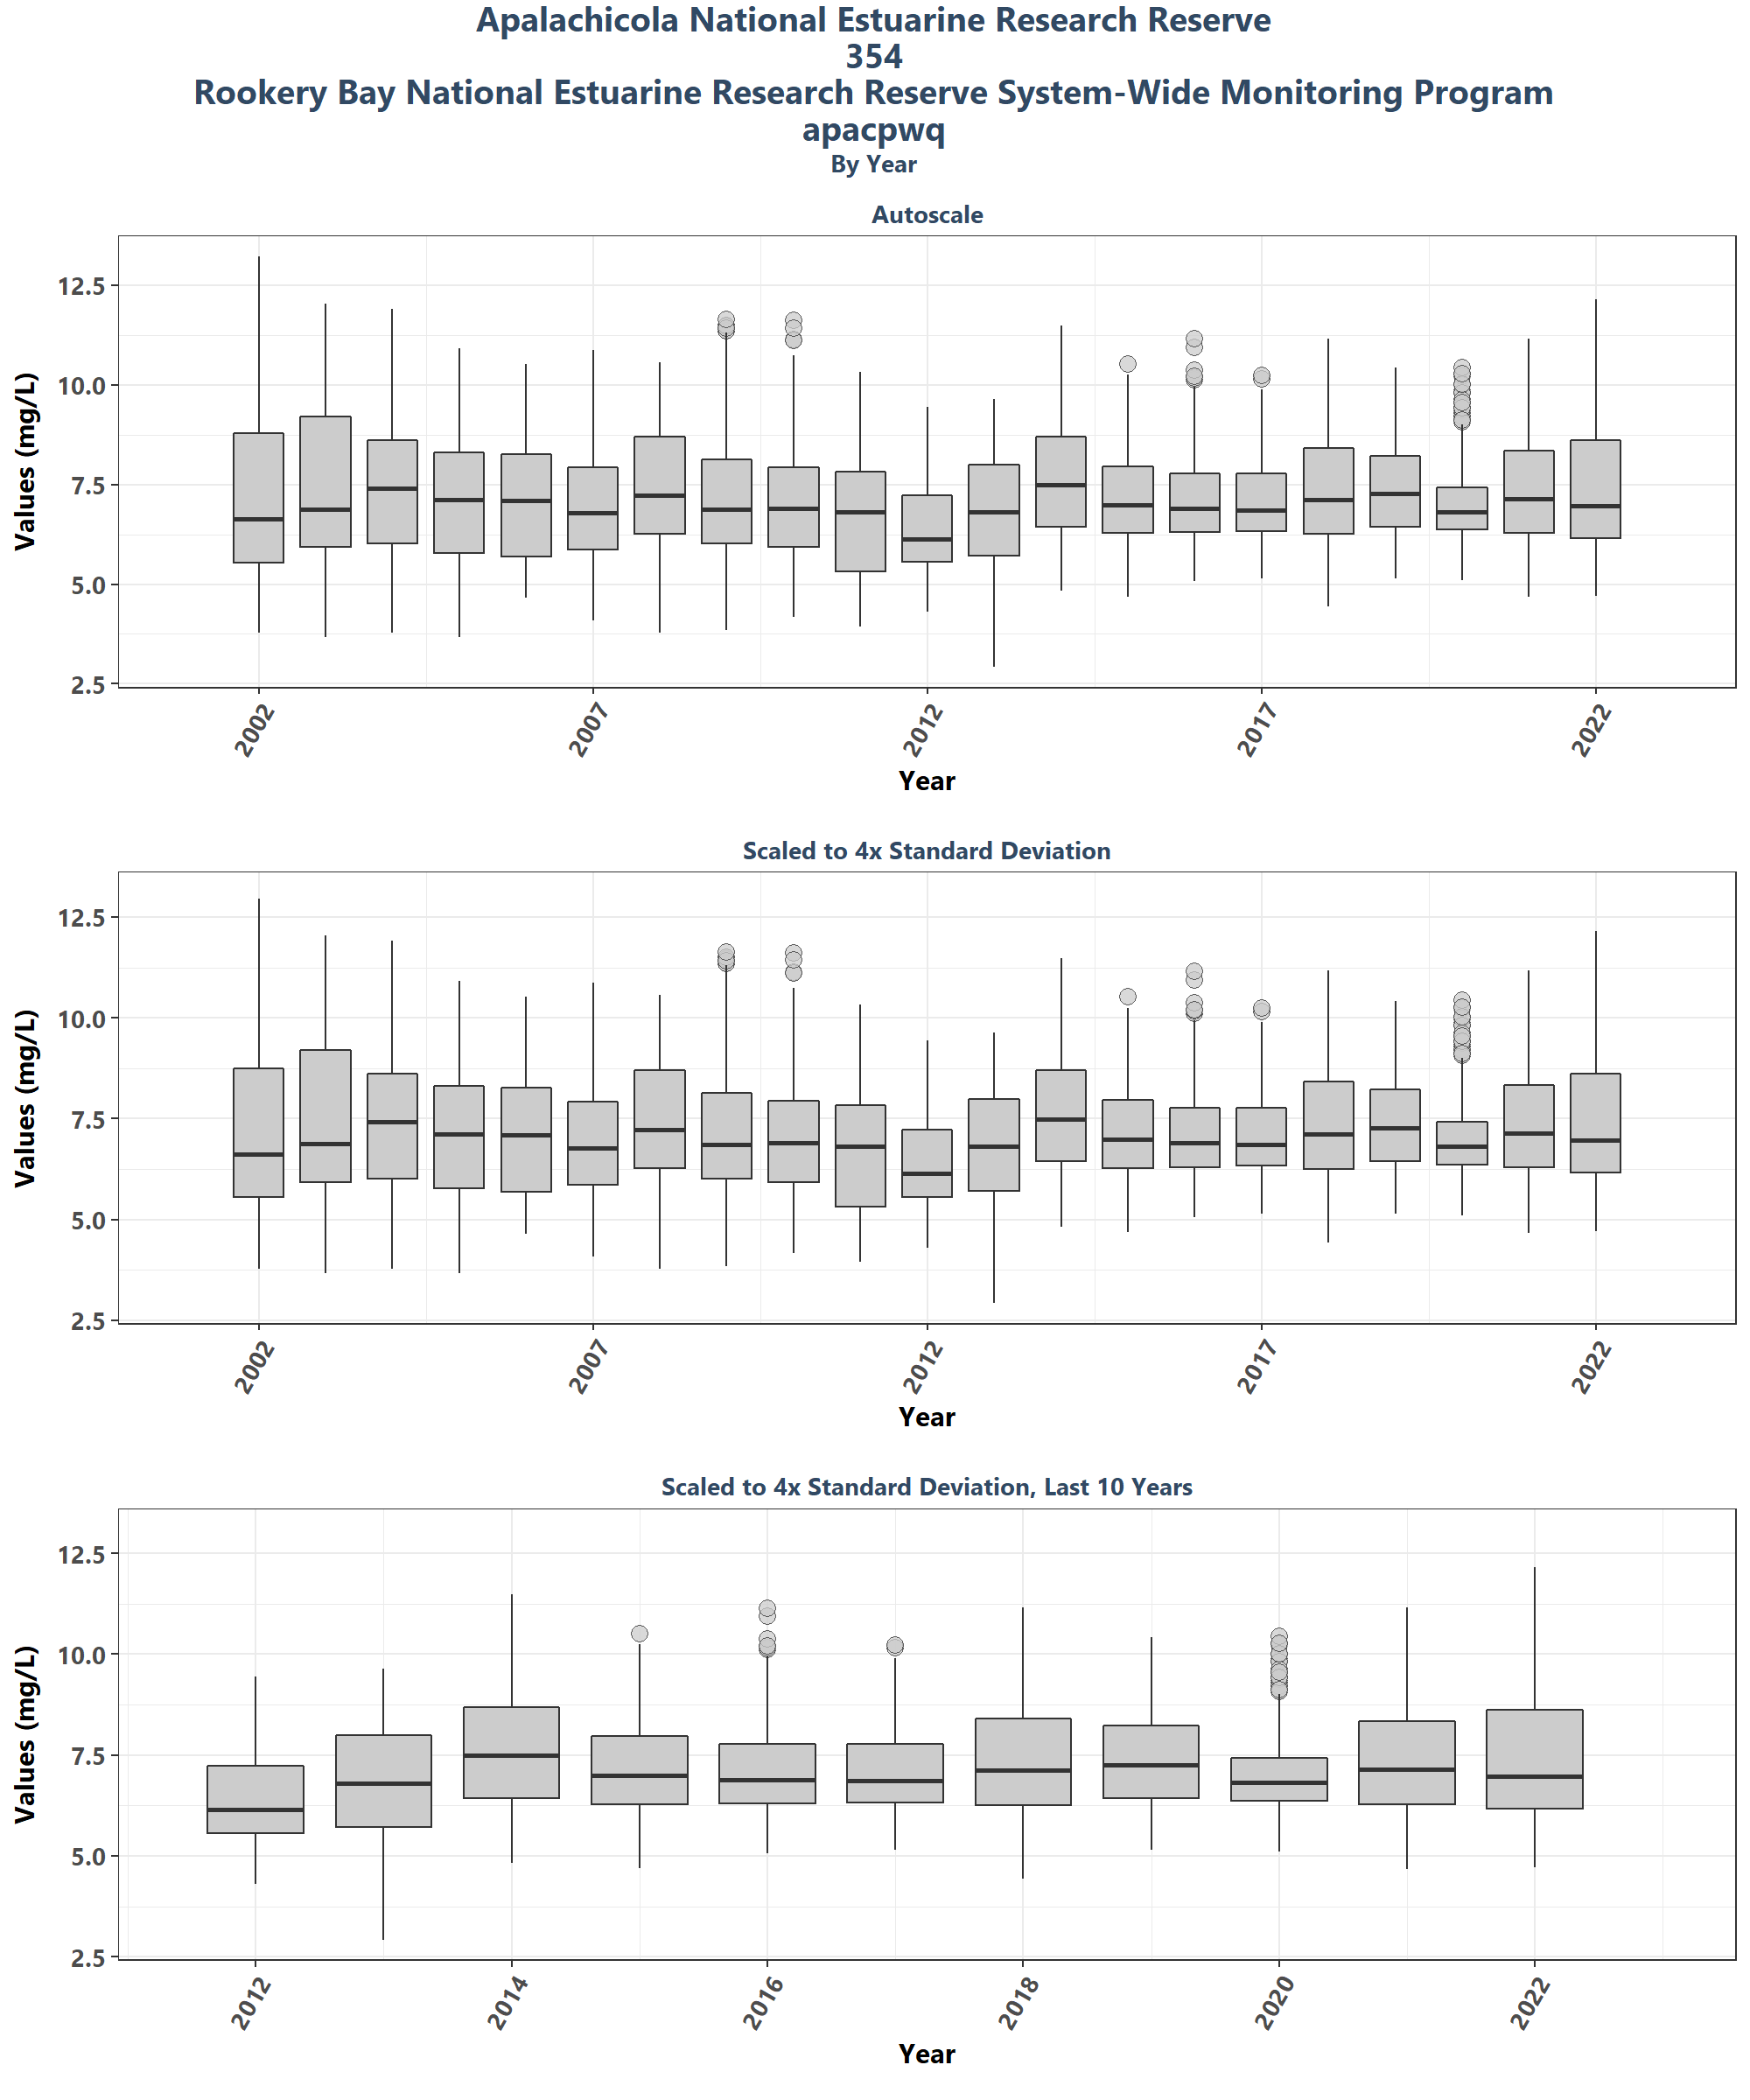 Apalachicola National Estuarine Research Reserve
354
Rookery Bay National Estuarine Research Reserve System-Wide Monitoring Program
apacpwq
By Year
Autoscale
Values (mg/L)
12.5
10.0
7.5
5.0
2.5
2002 2007 2012 2017 2022
Year
Scaled to 4x Standard Deviation
Values (mg/L)
12.5
10.0
7.5
5.0
2.5
2002 2007 2012 2017 2022
Year
Scaled to 4x Standard Deviation, Last 10 Years
Values (mg/L)
12.5
10.0
7.5
5.0
2.5
2012 2014 2016 2018 2020 2022
Year